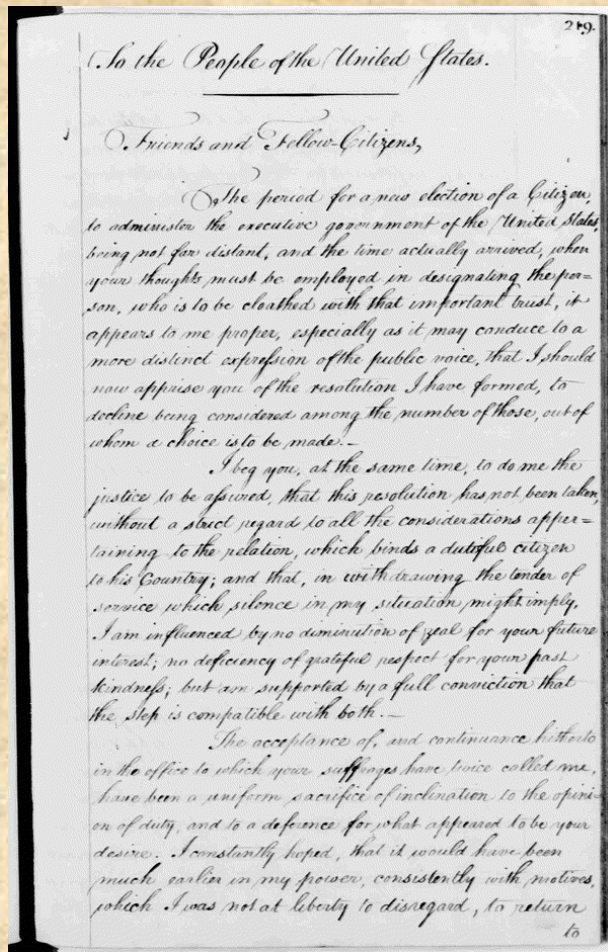 219.
To the People of the United States.
Friends and Fellow-Citizens,
The period for a new election of a Citizen,
to administer the executive government of the United States,
being not far distant, and the time actually arrived, when
your thoughts must be employed in designating the per=
son, who is to be cloathed with that important trust, it
appears to me proper, especially as it may conduce to a
more distinct expression of the public voice, that I should
now apprise you of the resolution I have formed, to
decline being considered among the number of those, out of
whom a choice is to be made.—
I beg you, at the same time, to do me the
justice to be assured, that this resolution has not been taken,
without a strict regard to all the considerations apper=
taining to the relation, which binds a dutiful citizen
to his Country; and that, in withdrawing the tender of
service which silence in my situation might imply,
I am influenced by no diminution of zeal for your future
interest; no deficiency of grateful respect for your past
kindness; but am supported by a full conviction that
the step is compatible with both.—
The acceptance of, and continuance hitherto
in the office to which your suffrages have twice called me,
have been a uniform sacrifice of inclination to the opini-
on of duty, and to a deference for what appeared to be your
desire. I constantly hoped, that it would have been
much earlier in my power, consistently with motives,
which I was not at liberty to disregard, to return
to